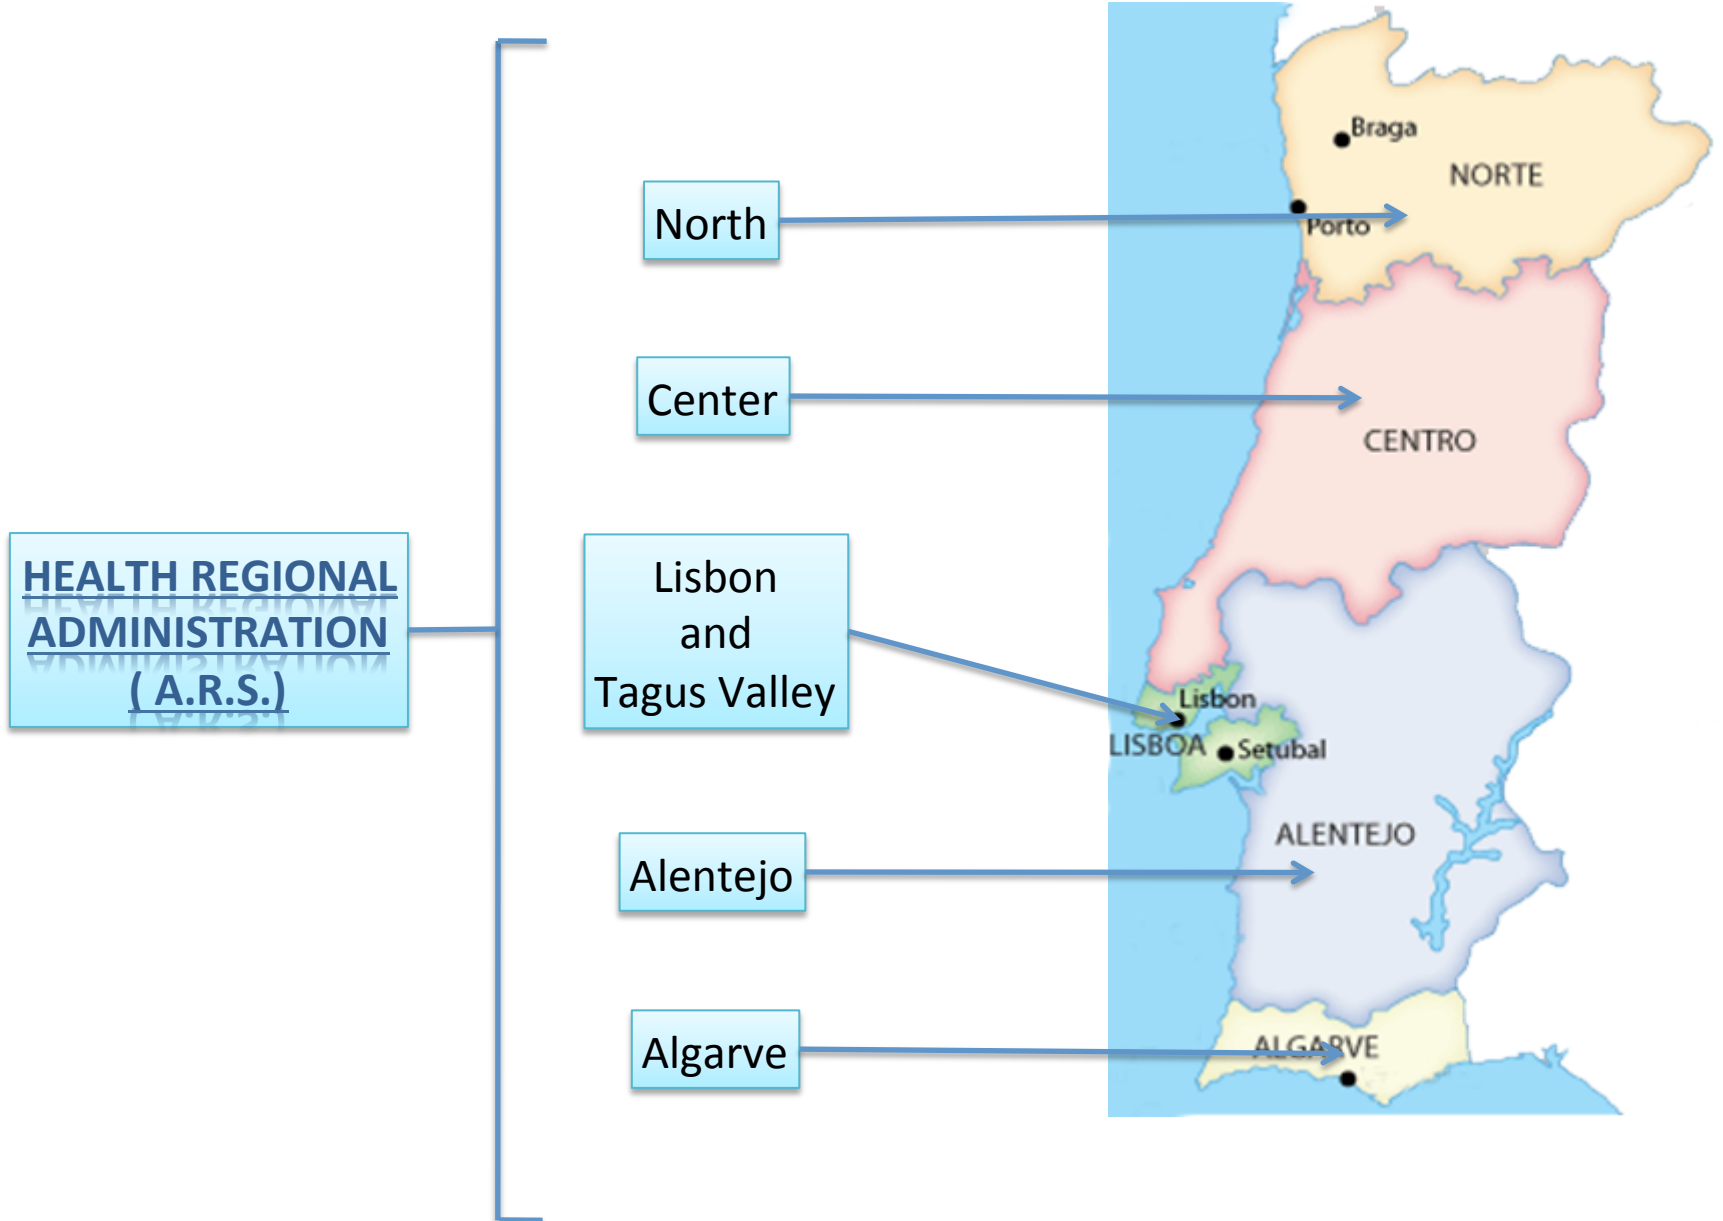 HEALTH REGIONAL
ADMINISTRATION
( A.R.S.)
North
Center
Lisbon
and
Tagus Valley
Alentejo
Algarve
Braga
NORTE
Porto
CENTRO
Lisbon
LISBOA
Setubal
ALENTEJO
ALGARVE